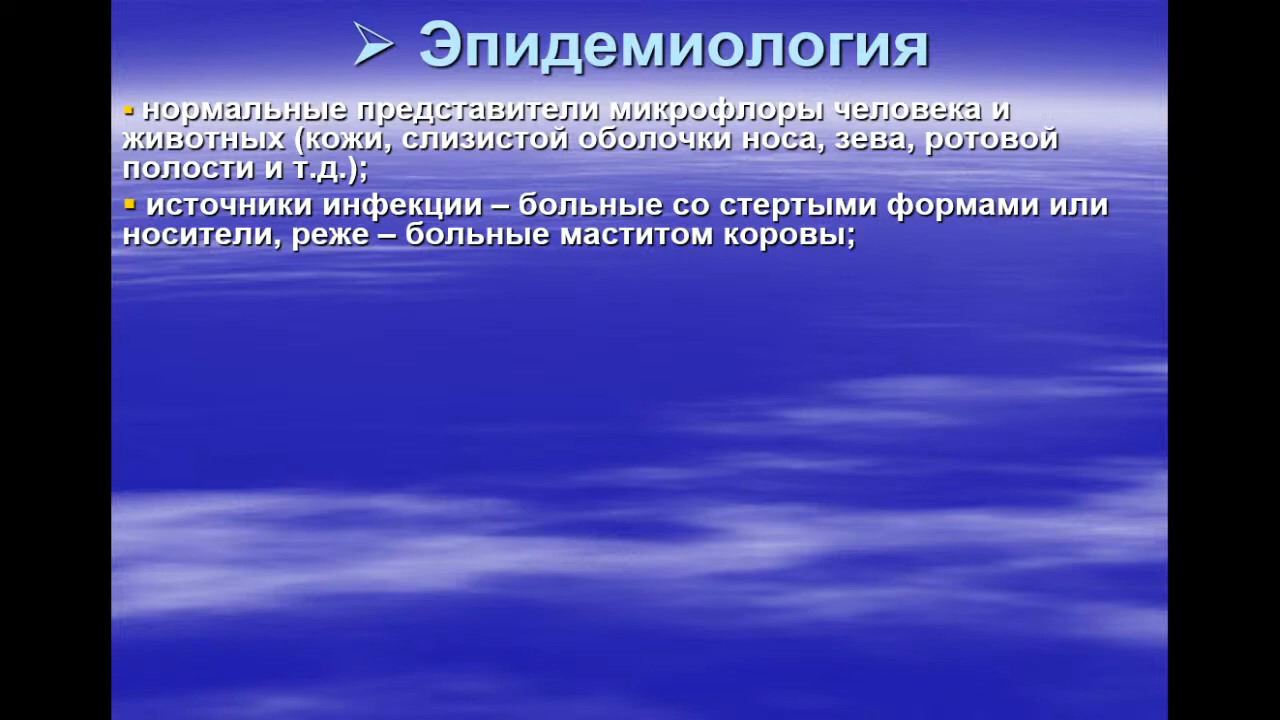 Эпидемиология
нормальные представители микрофлоры человека и
животных (кожи, слизистой оболочки носа, зева, ротовой
полости и т.д.);
источники инфекции – больные со стертыми формами или
носители, реже – больные маститом коровы;